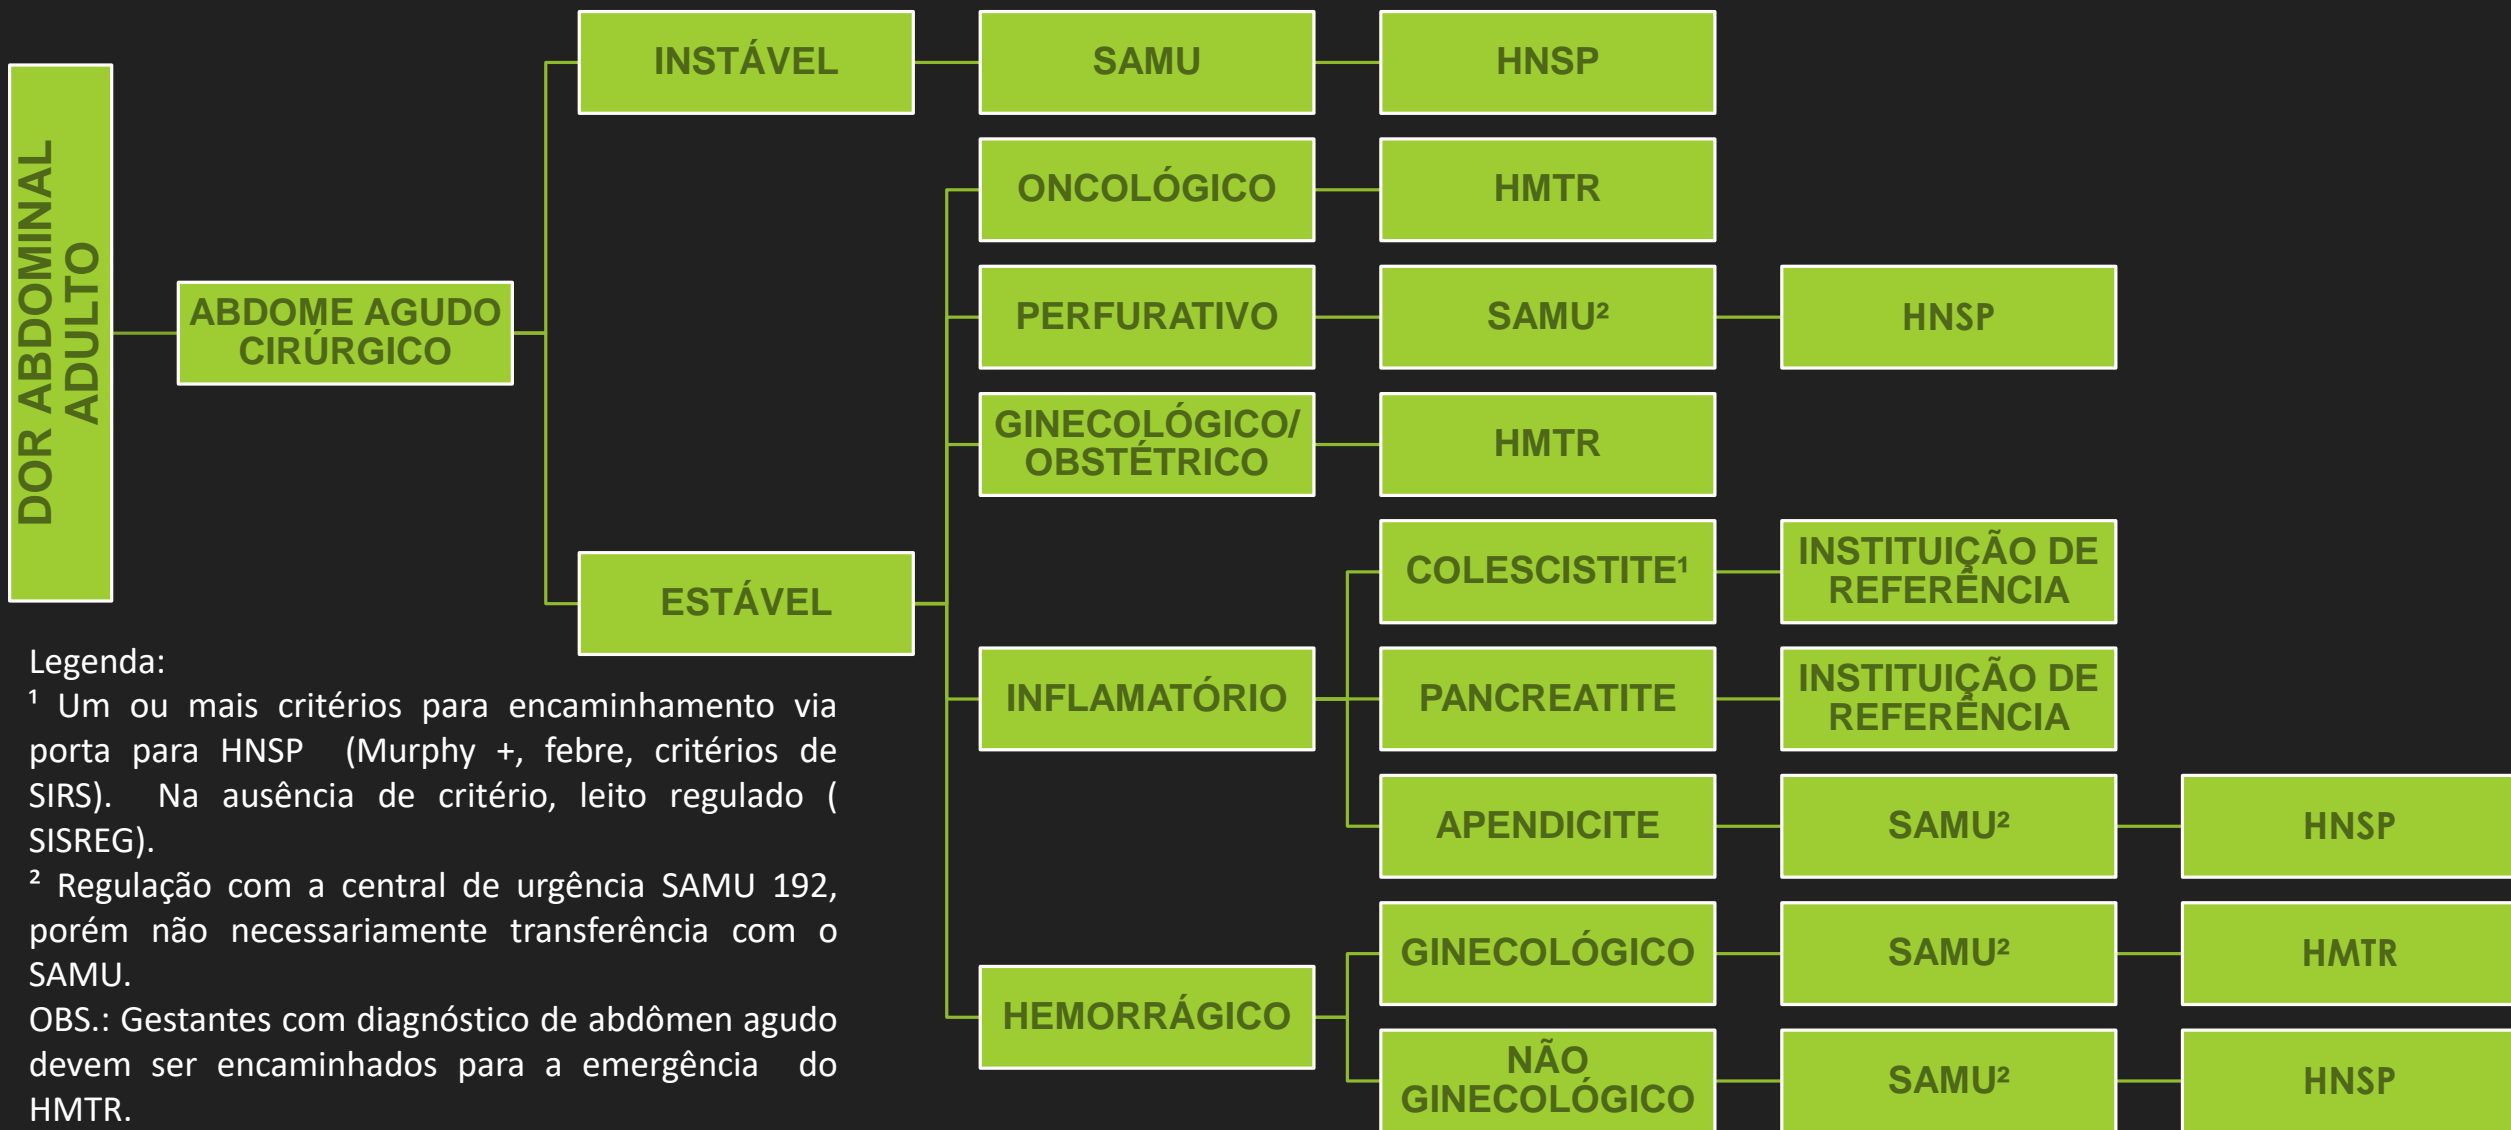 DOR ABDOMINAL
ADULTO
ABDOME AGUDO
CIRÚRGICO
INSTÁVEL
SAMU
HNSP
ESTÁVEL
ONCOLÓGICO
HMTR
PERFURATIVO
SAMU²
HNSP
GINECOLÓGICO/
OBSTÉTRICO
HMTR
INFLAMATÓRIO
COLESCISTITE¹
INSTITUIÇÃO DE
REFERÊNCIA
PANCREATITE
INSTITUIÇÃO DE
REFERÊNCIA
APENDICITE
SAMU²
HNSP
HEMORRÁGICO
GINECOLÓGICO
SAMU²
HMTR
NÃO
GINECOLÓGICO
SAMU²
HNSP
Legenda:
¹ Um ou mais critérios para encaminhamento via
porta para HNSP (Murphy +, febre, critérios de
SIRS). Na ausência de critério, leito regulado (
SISREG).
² Regulação com a central de urgência SAMU 192,
porém não necessariamente transferência com o
SAMU.
OBS.: Gestantes com diagnóstico de abdômen agudo
devem ser encaminhados para a emergência do
HMTR.